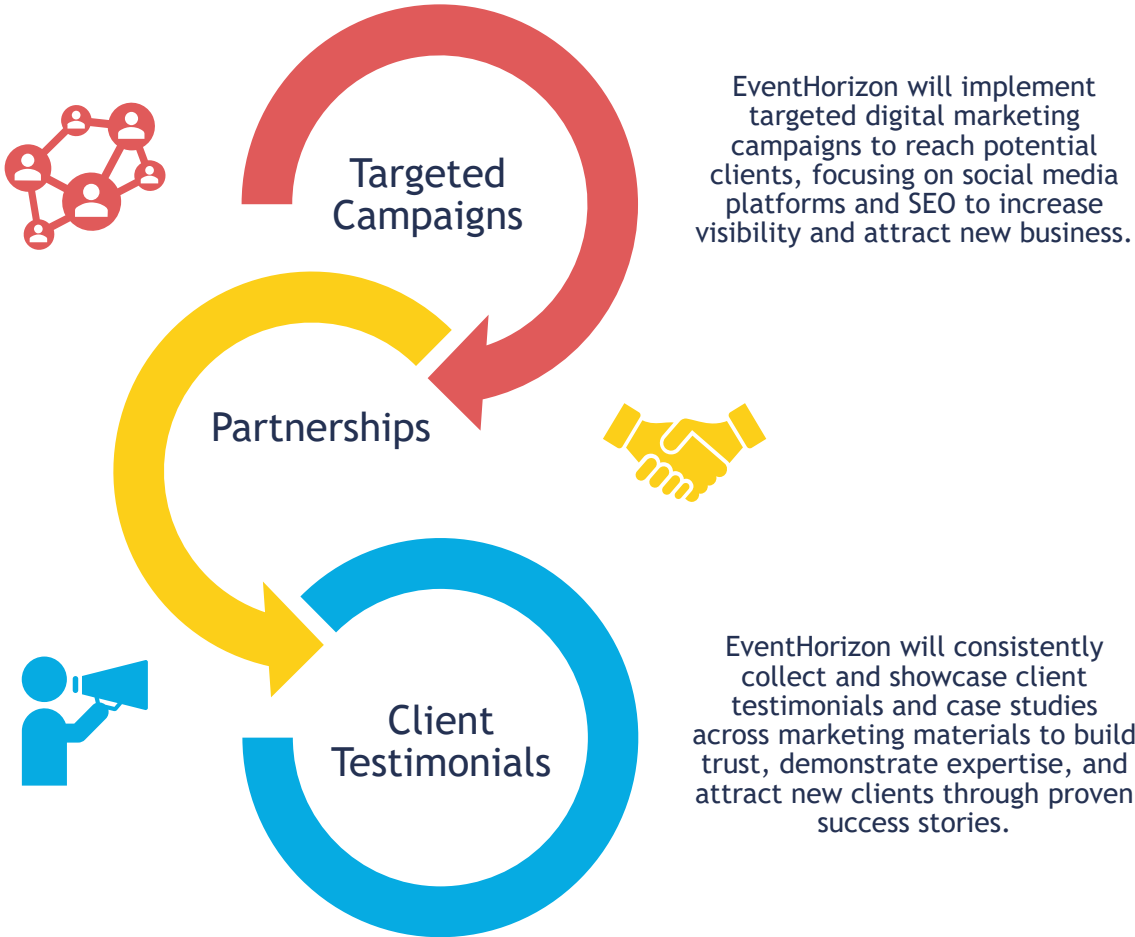 Targeted
Campaigns
EventHorizon will implement
targeted digital marketing
campaigns to reach potential
clients, focusing on social media
platforms and SEO to increase
visibility and attract new business.
Partnerships
Client
Testimonials
EventHorizon will consistently
collect and showcase client
testimonials and case studies
across marketing materials to build
trust, demonstrate expertise, and
attract new clients through proven
success stories.